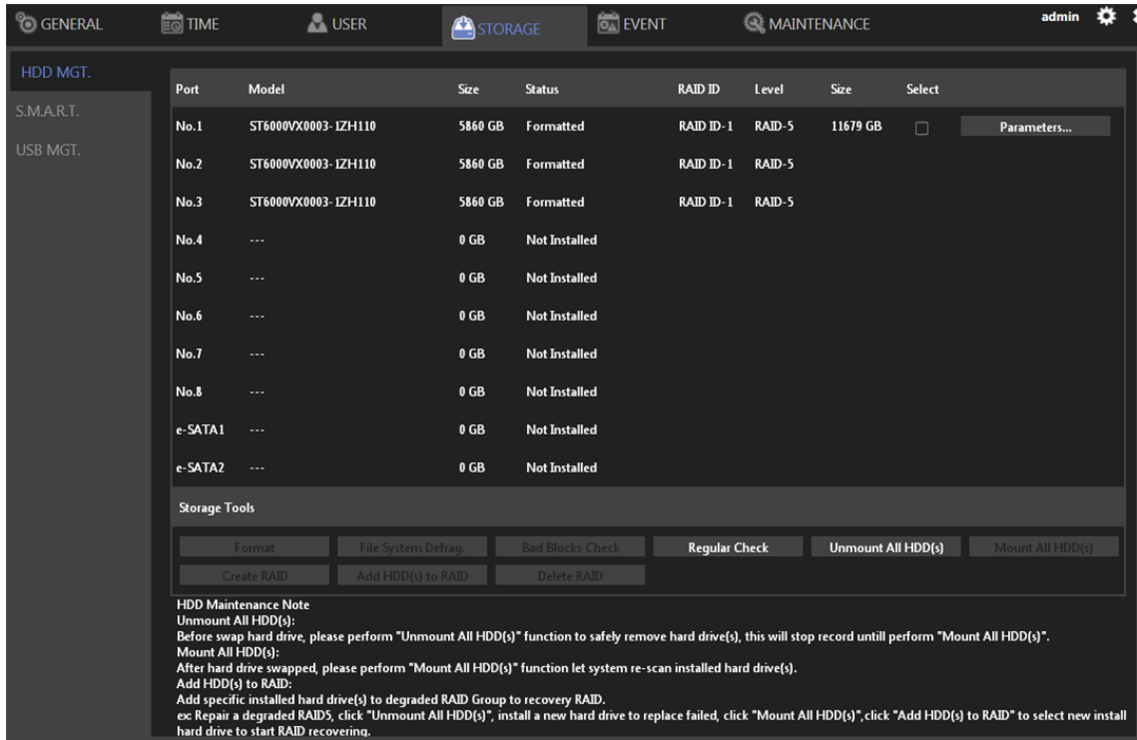 GENERAL TIME USER STORAGE EVENT MAINTENANCE admin
HDD MGT.
S.M.A.R.T.
USB MGT.
Port Model Size Status RAID ID Level Size Select
No.1 ST6000VX0003-1ZH110 5860 GB Formatted RAID ID-1 RAID-5 11679 GB Parameters...
No.2 ST6000VX0003-1ZH110 5860 GB Formatted RAID ID-1 RAID-5
No.3 ST6000VX0003-1ZH110 5860 GB Formatted RAID ID-1 RAID-5
No.4 --- 0 GB Not Installed
No.5 --- 0 GB Not Installed
No.6 --- 0 GB Not Installed
No.7 --- 0 GB Not Installed
No.8 --- 0 GB Not Installed
e-SATA1 --- 0 GB Not Installed
e-SATA2 --- 0 GB Not Installed
Storage Tools
Format File System Defrag. Bad Blocks Check Regular Check Unmount All HDD(s) Mount All HDD(s)
Create RAID Add HDD(s) to RAID Delete RAID
HDD Maintenance Note
Unmount All HDD(s):
Before swap hard drive, please perform "Unmount All HDD(s)" function to safely remove hard drive(s), this will stop record untill perform "Mount All HDD(s)".
Mount All HDD(s):
After hard drive swapped, please perform "Mount All HDD(s)" function let system re-scan installed hard drive(s).
Add HDD(s) to RAID:
Add specific installed hard drive(s) to degraded RAID Group to recovery RAID.
ex: Repair a degraded RAID5, click "Unmount All HDD(s)", install a new hard drive to replace failed, click "Mount All HDD(s)",click "Add HDD(s) to RAID" to select new install
hard drive to start RAID recovering.